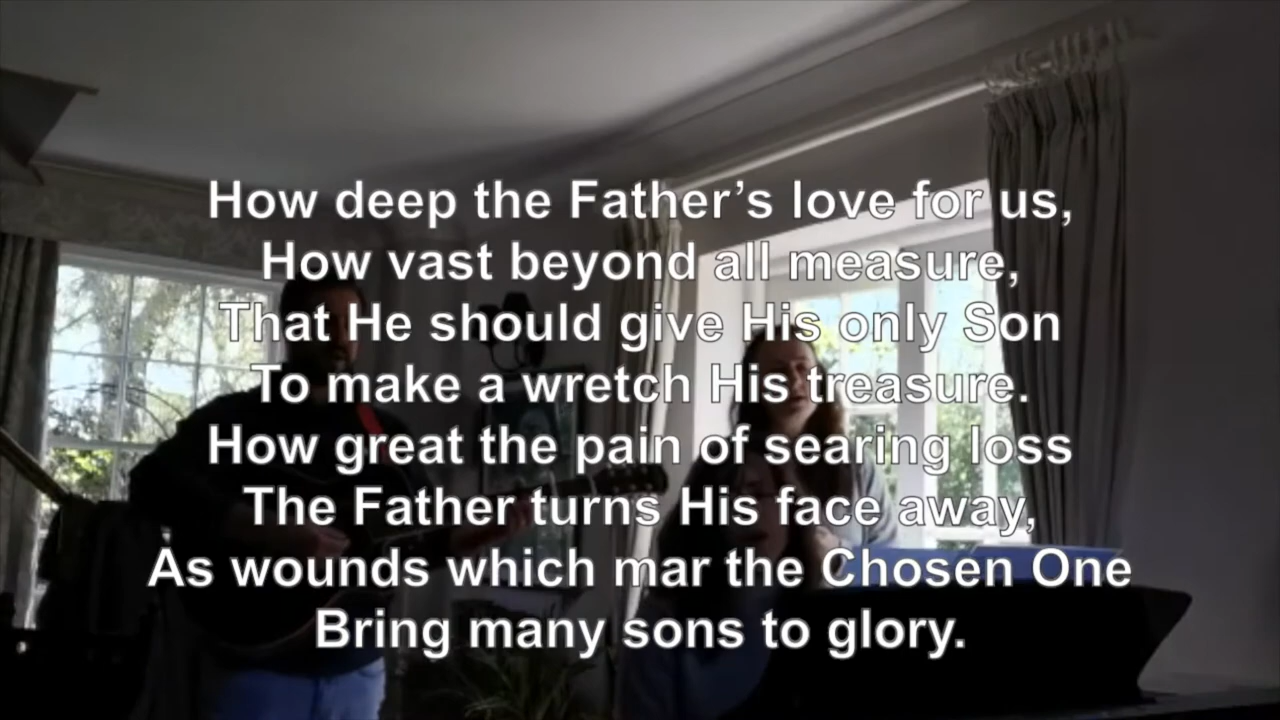 How deep the Father’s love for us,
How vast beyond all measure,
That He should give His only Son
To make a wretch His treasure.
How great the pain of searing loss
The Father turns His face away,
As wounds which mar the Chosen One
Bring many sons to glory.